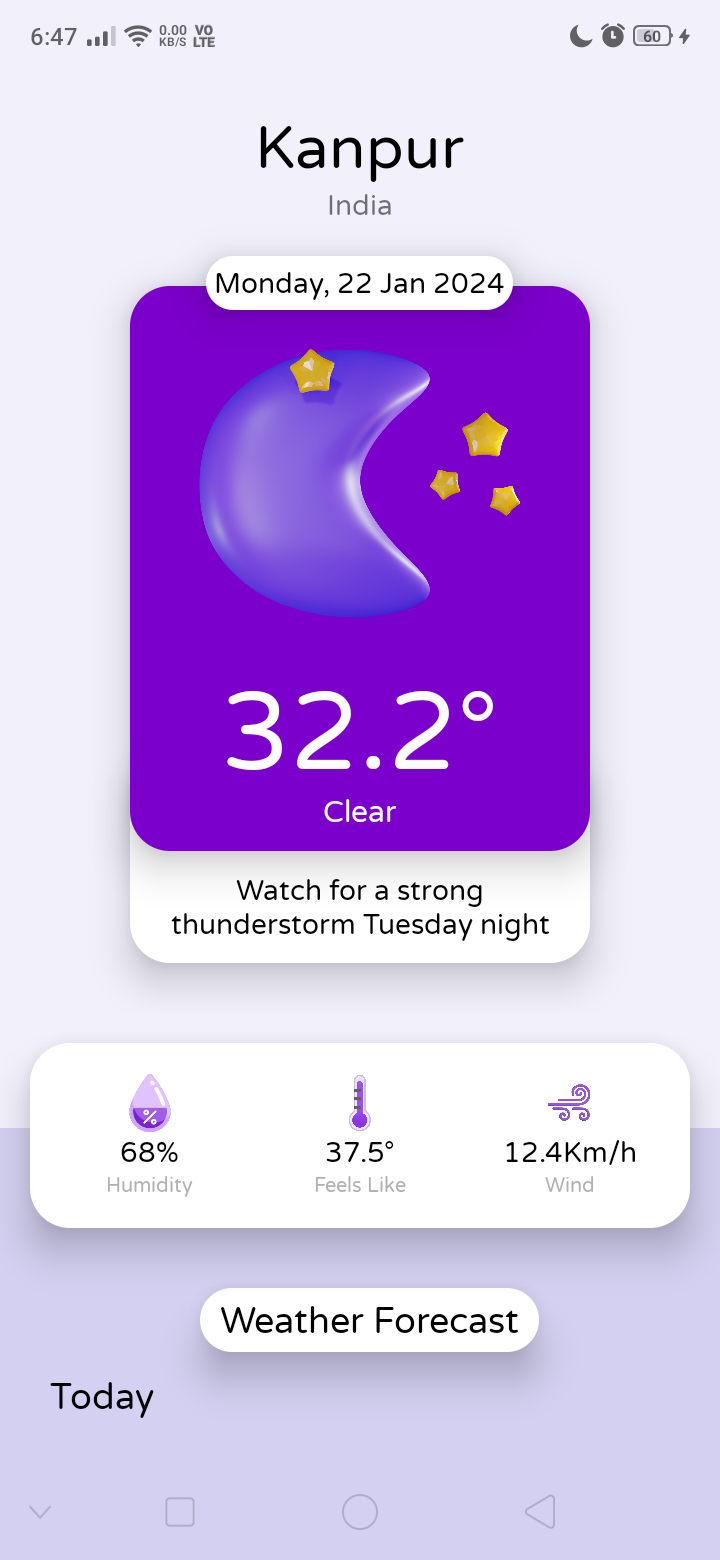 6:47 0.00 KB/S VO LTE 60
Kanpur
India
Monday, 22 Jan 2024
32.2°
Clear
Watch for a strong
thunderstorm Tuesday night
%
68% 37.5° 12.4Km/h
Humidity Feels Like Wind
Weather Forecast
Today